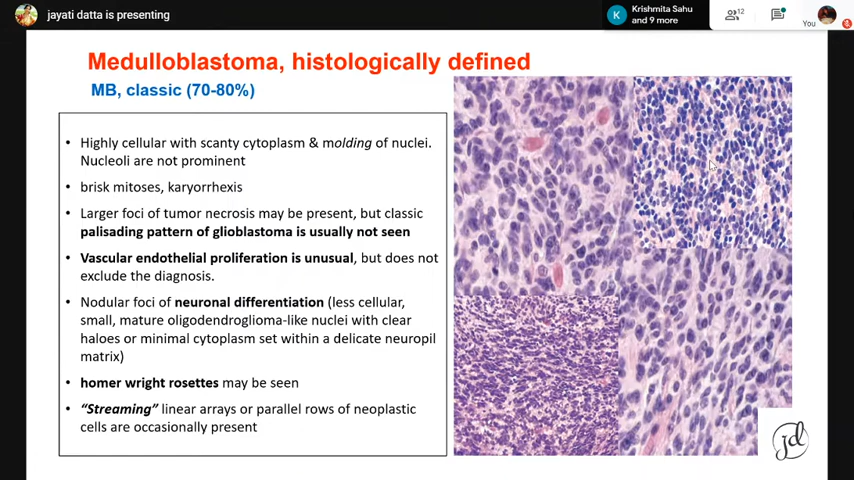 jayati datta is presenting
K
Krishmita Sahu
and 9 more
12
You
Medulloblastoma, histologically defined
MB, classic (70-80%)
• Highly cellular with scanty cytoplasm & molding of nuclei.
Nucleoli are not prominent
• brisk mitoses, karyorrhexis
• Larger foci of tumor necrosis may be present, but classic
palisading pattern of glioblastoma is usually not seen
• Vascular endothelial proliferation is unusual, but does not
exclude the diagnosis.
• Nodular foci of neuronal differentiation (less cellular,
small, mature oligodendroglioma-like nuclei with clear
haloes or minimal cytoplasm set within a delicate neuropil
matrix)
• homer wright rosettes may be seen
• “Streaming” linear arrays or parallel rows of neoplastic
cells are occasionally present
jd